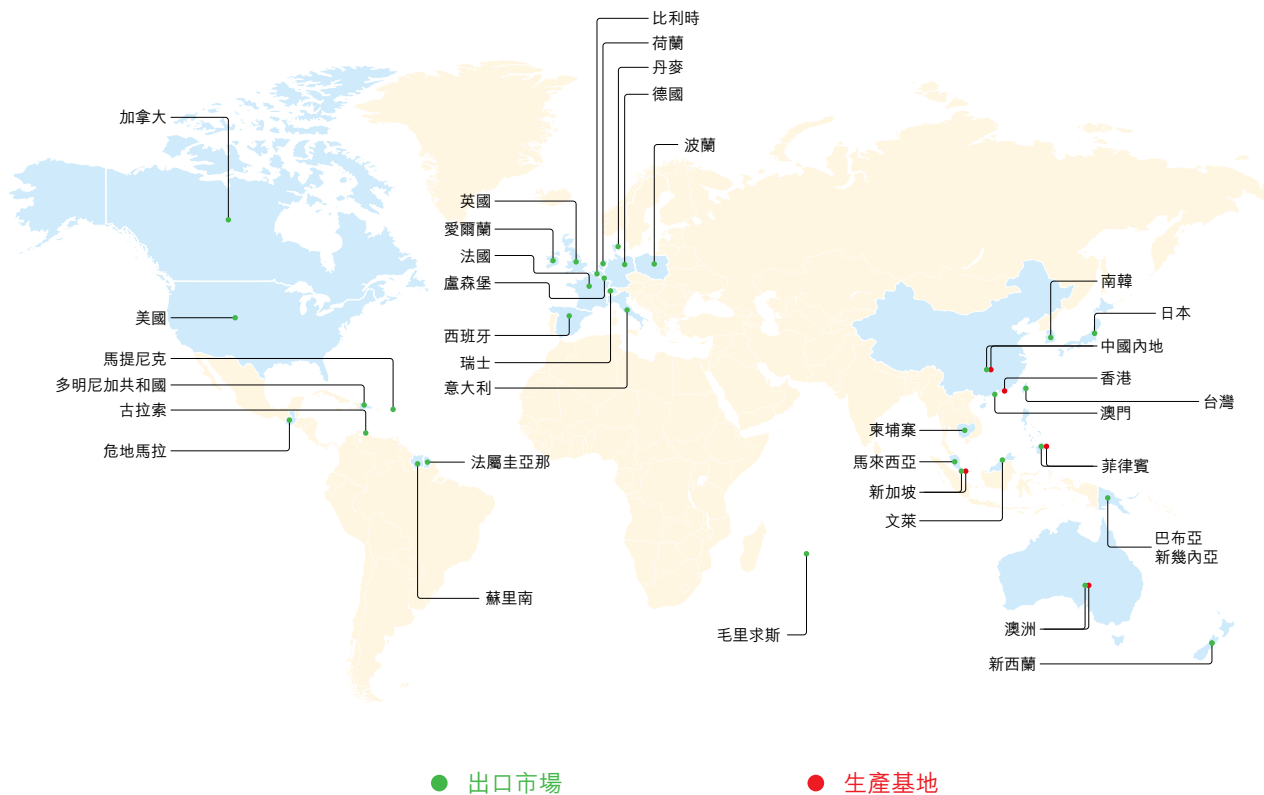 比利時
荷蘭
丹麥
德國
波蘭
加拿大
英國
愛爾蘭
法國
盧森堡
西班牙
瑞士
意大利
美國
馬提尼克
多明尼加共和國
古拉索
危地馬拉
法屬圭亞那
蘇里南
毛里求斯
南韓
日本
中國內地
香港
台灣
澳門
柬埔寨
馬來西亞
菲律賓
新加坡
文萊
巴布亞
新幾內亞
澳洲
新西蘭
出口市場
生產基地